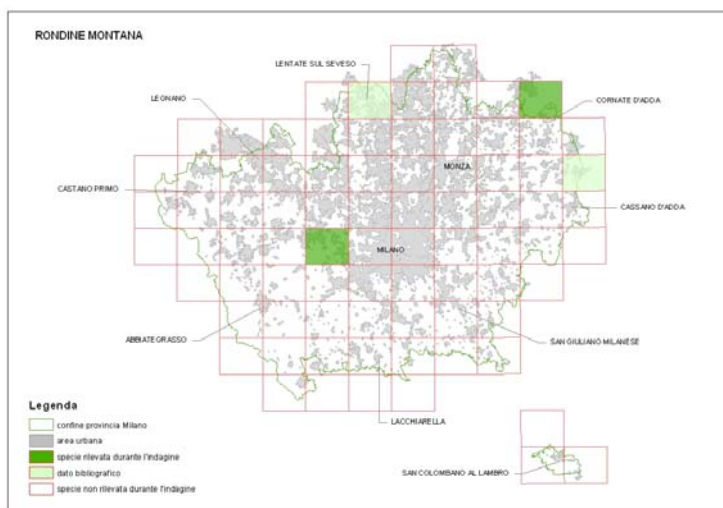 RONDINE MONTANA
LENTATE SUL SEVESO
LEGNANO
CORNATE D'ADDA
MONZA
CASTANO PRIMO
CASSANO D'ADDA
MILANO
ABBIATEGRASSO
SAN GIULIANO MILANESE
LACCHIARELLA
SAN COLOMBANO AL LAMBRO
Legenda
confine provincia Milano
area urbana
specie rilevata durante l'indagine
dato bibliografico
specie non rilevata durante l'indagine